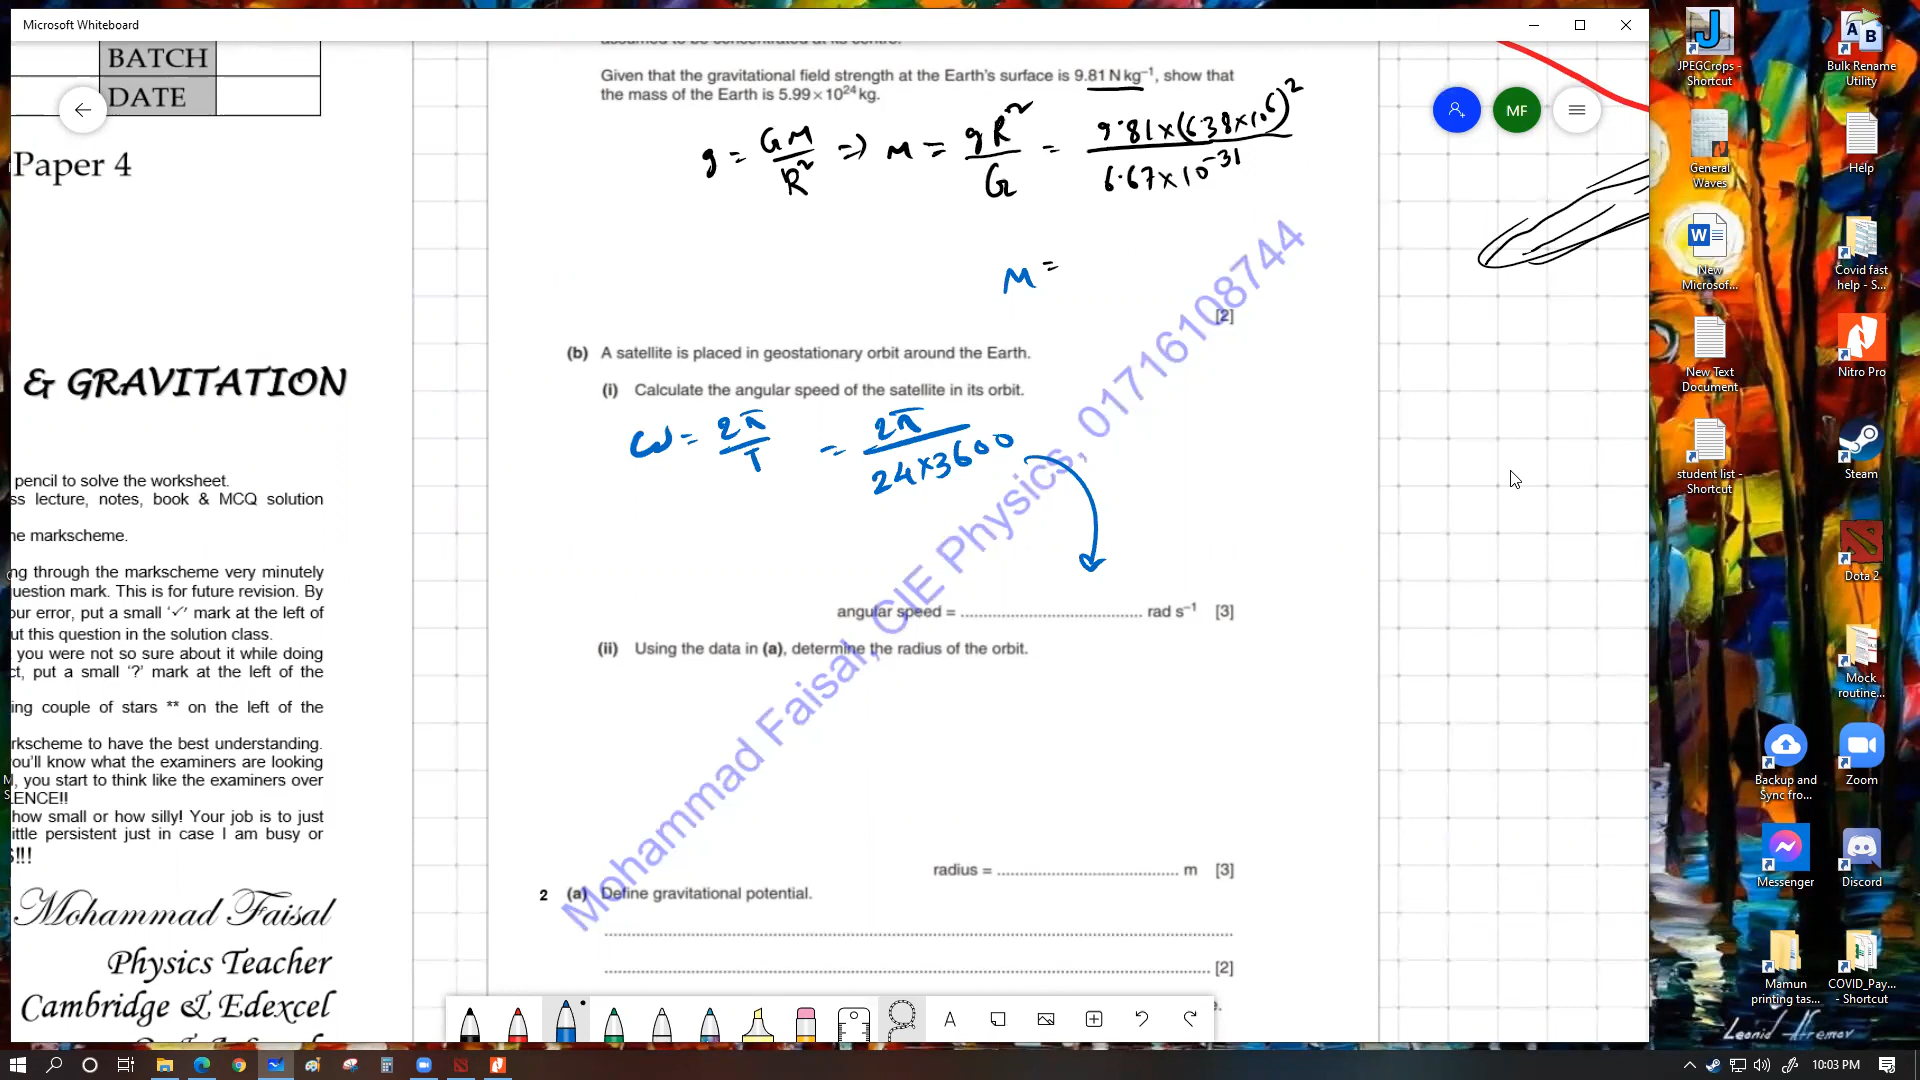 Microsoft Whiteboard
BATCH
DATE
Paper 4
& GRAVITATION
pencil to solve the worksheet.
ss lecture, notes, book & MCQ solution
ne markscheme.
ng through the markscheme very minutely
uestion mark. This is for future revision. By
our error, put a small ‘✓’ mark at the left of
ut this question in the solution class.
you were not so sure about it while doing
ct, put a small ‘?’ mark at the left of the
ing couple of stars ** on the left of the
rkscheme to have the best understanding.
ou'll know what the examiners are looking
, you start to think like the examiners over
LENCE!!
how small or how silly! Your job is to just
ittle persistent just in case I am busy or
S!!!
Mohammad Faisal
Physics Teacher
Cambridge & Edexcel
assumed to be concentrated at its centre.
Given that the gravitational field strength at the Earth's surface is 9.81 N kg⁻¹, show that
the mass of the Earth is 5.99 × 10²⁴ kg.
g = GM/R² => M = gR²/G = 9.81×(6.38×10⁶)²/6.67×10⁻³¹
M =
[2]
(b) A satellite is placed in geostationary orbit around the Earth.
(i) Calculate the angular speed of the satellite in its orbit.
ω = 2π/T = 2π/24×3600
angular speed = ........................................ rad s⁻¹ [3]
(ii) Using the data in (a), determine the radius of the orbit.
radius = ........................................ m [3]
2 (a) Define gravitational potential.
[2]
Mohammad Faisal, CIE Physics, 01716108744
MF
JPEGCrops - Shortcut
Bulk Rename Utility
General Waves
Help
New Microsof...
Covid fast help - S...
New Text Document
Nitro Pro
student list - Shortcut
Steam
Dota 2
Mock routine...
Backup and Sync fro...
Zoom
Messenger
Discord
Mamun printing tas...
COVID_Pay... - Shortcut
Leonid Afremov
10:03 PM